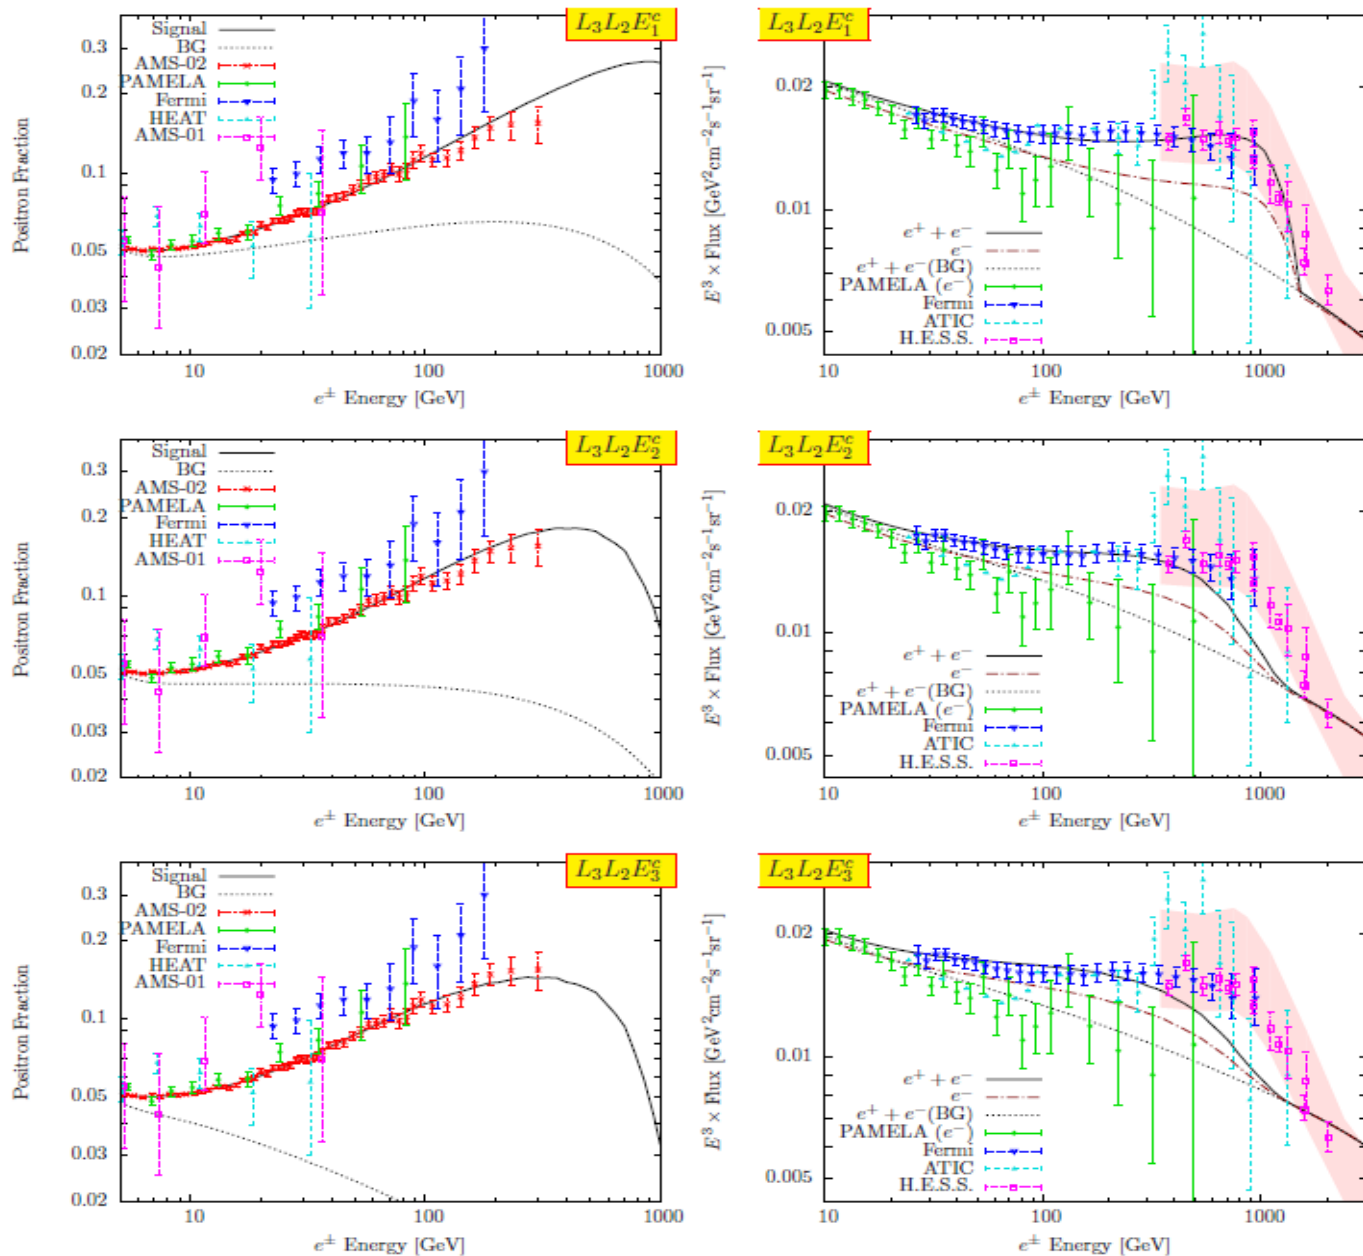 L₃L₂E₁ᶜ
Signal
BG
AMS-02
PAMELA
Fermi
HEAT
AMS-01
0.3
0.2
0.1
0.05
0.03
0.02
Positron Fraction
10 100 1000
e± Energy [GeV]
L₃L₂E₁ᶜ
0.02
0.01
0.005
E³ × Flux [GeV²cm⁻²s⁻¹sr⁻¹]
e⁺ + e⁻
e⁻
e⁺ + e⁻(BG)
PAMELA (e⁻)
Fermi
ATIC
H.E.S.S.
10 100 1000
e± Energy [GeV]
L₃L₂E₂ᶜ
Signal
BG
AMS-02
PAMELA
Fermi
HEAT
AMS-01
0.3
0.2
0.1
0.05
0.03
0.02
Positron Fraction
10 100 1000
e± Energy [GeV]
L₃L₂E₂ᶜ
0.02
0.01
0.005
E³ × Flux [GeV²cm⁻²s⁻¹sr⁻¹]
e⁺ + e⁻
e⁻
e⁺ + e⁻(BG)
PAMELA (e⁻)
Fermi
ATIC
H.E.S.S.
10 100 1000
e± Energy [GeV]
L₃L₂E₃ᶜ
Signal
BG
AMS-02
PAMELA
Fermi
HEAT
AMS-01
0.3
0.2
0.1
0.05
0.03
0.02
Positron Fraction
10 100 1000
e± Energy [GeV]
L₃L₂E₃ᶜ
0.02
0.01
0.005
E³ × Flux [GeV²cm⁻²s⁻¹sr⁻¹]
e⁺ + e⁻
e⁻
e⁺ + e⁻(BG)
PAMELA (e⁻)
Fermi
ATIC
H.E.S.S.
10 100 1000
e± Energy [GeV]